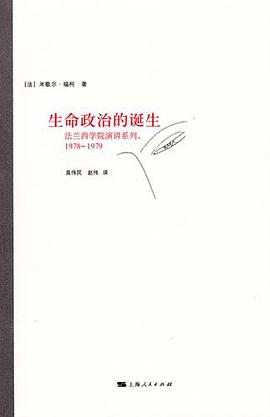 [法] 米歇尔·福柯 著
生命政治的诞生
法兰西学院演讲系列，
1978-1979
莫伟民 赵伟 译
上海人民出版社